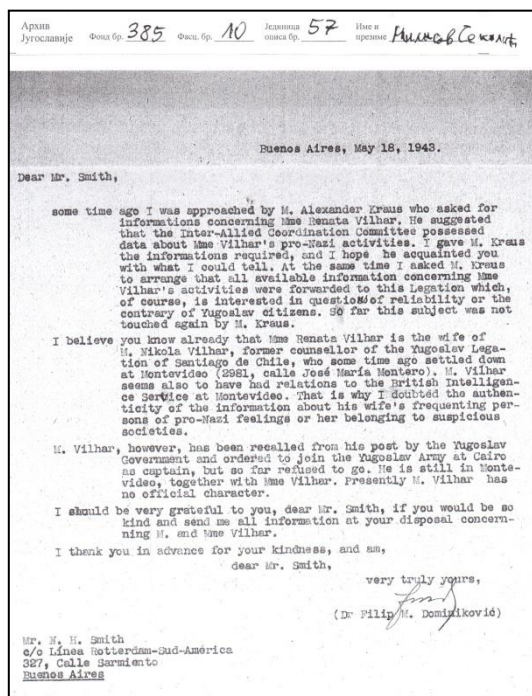 Архив
Југославије
Фонд бр. 385
Фасц. бр. 10
Јединица
описа бр. 57
Име и
презиме
Buenos Aires, May 18, 1943.
Dear Mr. Smith,
some time ago I was approached by M. Alexander Kraus who asked for
informations concerning Mme Renata Vilhar. He suggested
that the Inter-Allied Coordination Committee possessed
data about Mme Vilhar's pro-Nazi activities. I gave M. Kraus
the informations required, and I hope he acquainted you
with what I could tell. At the same time I asked M. Kraus
to arrange that all available information concerning Mme
Vilhar's activities were forwarded to this Legation which,
of course, is interested in question of reliability or the
contrary of Yugoslav citizens. So far this subject was not
touched again by M. Kraus.
I believe you know already that Mme Renata Vilhar is the wife of
M. Nikola Vilhar, former counsellor of the Yugoslav Lega-
tion of Santiago de Chile, who some time ago settled down
at Montevideo (2981, calle José María Montero). M. Vilhar
seems also to have had relations to the British Intelligen-
ce Service at Montevideo. That is why I doubted the authen-
ticity of the information about his wife's frequenting per-
sons of pro-Nazi feelings or her belonging to suspicious
societies.
M. Vilhar, however, has been recalled from his post by the Yugoslav
Government and ordered to join the Yugoslav Army at Cairo
as captain, but so far refused to go. He is still in Monte-
video, together with Mme Vilhar. Presently M. Vilhar has
no official character.
I should be very grateful to you, dear Mr. Smith, if you would be so
kind and send me all information at your disposal concern-
ning M. and Mme Vilhar.
I thank you in advance for your kindness, and am,
dear Mr. Smith,
very truly yours,
(Dr Filip M. Dominiković)
Mr. N. H. Smith
c/o Línea Rotterdam-Sud-América
327, Calle Sarmiento
Buenos Aires